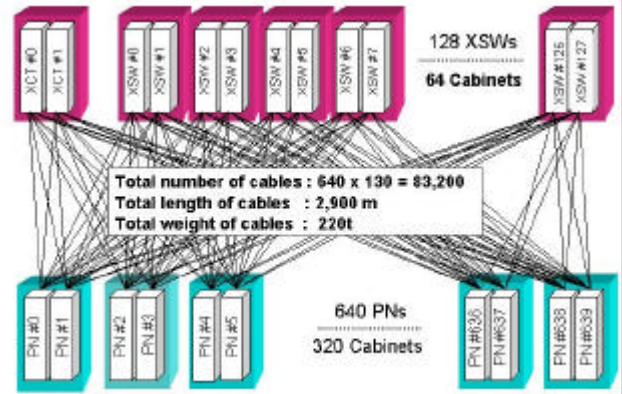 XCT #0
XCT #1
XSW #0
XSW #1
XSW #2
XSW #3
XSW #4
XSW #5
XSW #6
XSW #7
128 XSWs
64 Cabinets
XSW #126
XSW #127
Total number of cables : 640 x 130 = 83,200
Total length of cables : 2,900 m
Total weight of cables : 220t
PN #0
PN #1
PN #2
PN #3
PN #4
PN #5
640 PNs
320 Cabinets
PN #636
PN #637
PN #638
PN #639